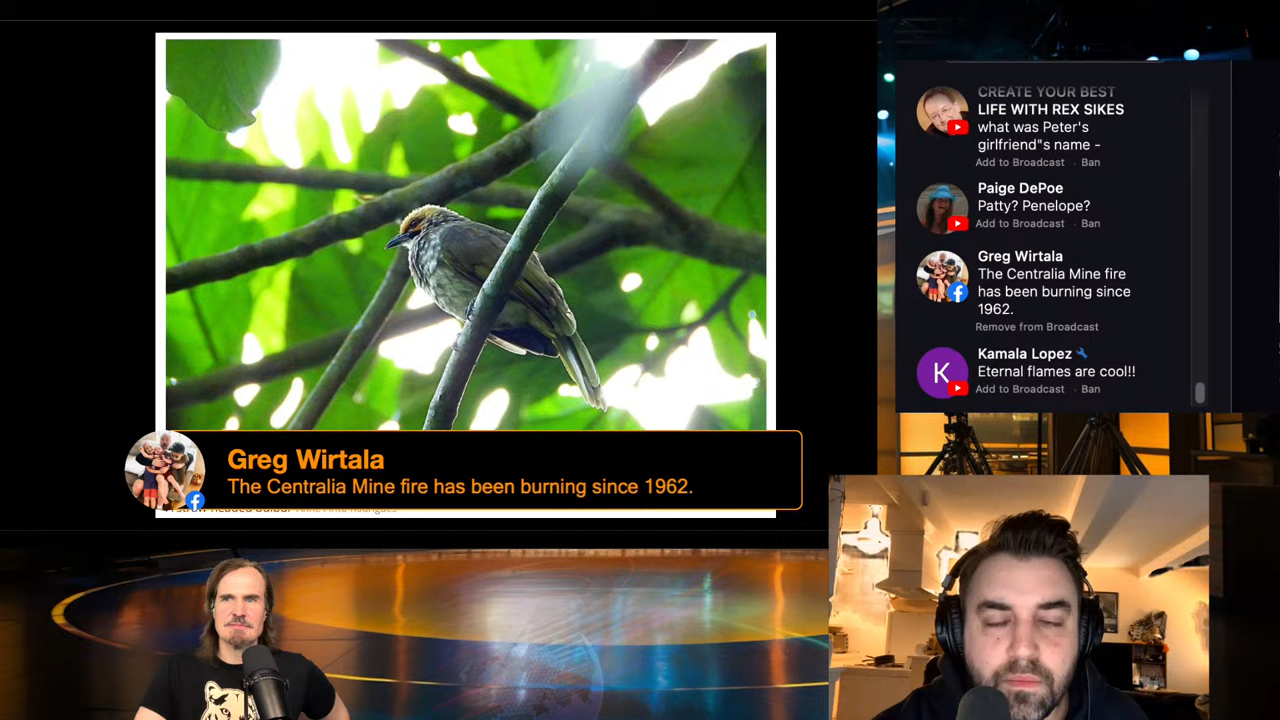 CREATE YOUR BEST
LIFE WITH REX SIKES
what was Peter's
girlfriend"s name -
Add to Broadcast · Ban
Paige DePoe
Patty? Penelope?
Add to Broadcast · Ban
Greg Wirtala
The Centralia Mine fire
has been burning since
1962.
Remove from Broadcast
Kamala Lopez
K
Eternal flames are cool!!
Add to Broadcast · Ban
Greg Wirtala
The Centralia Mine fire has been burning since 1962.